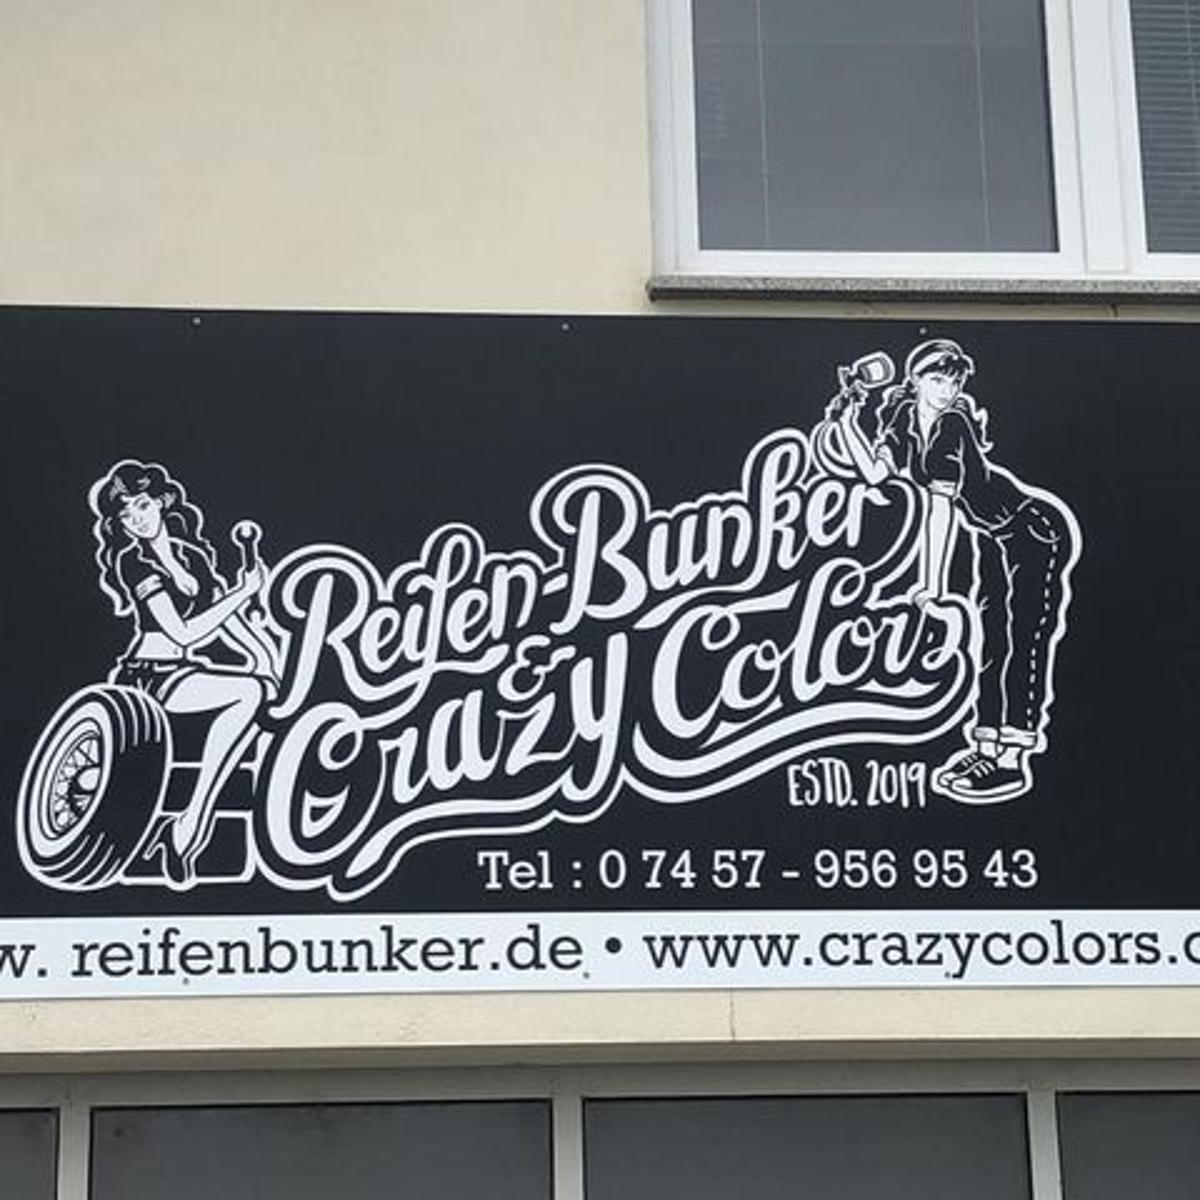 Reifen-Bunker
&
Crazy Colors
ESTD. 2019
Tel : 0 74 57 - 956 95 43
w. reifenbunker.de • www.crazycolors.